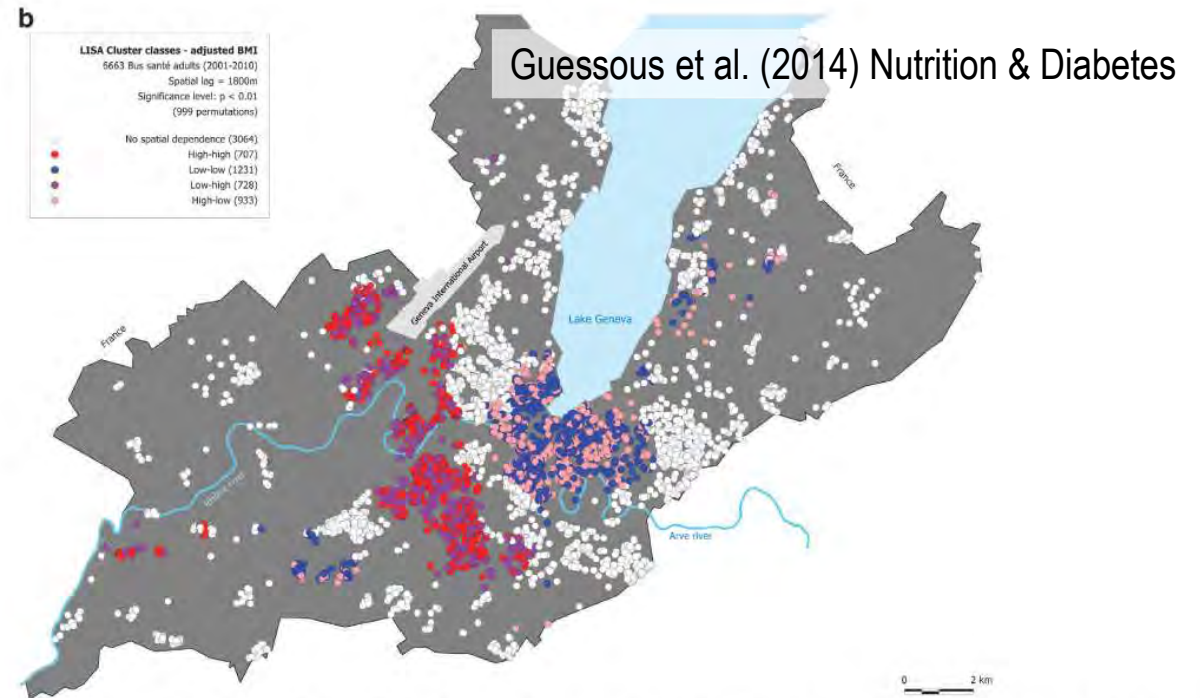 b
Guessous et al. (2014) Nutrition & Diabetes
LISA Cluster classes - adjusted BMI
6663 Bus santé adults (2001-2010)
Spatial lag = 1800m
Significance level: p < 0.01
(999 permutations)
No spatial dependence (3064)
High-high (707)
Low-low (1231)
Low-high (728)
High-low (933)
France
Geneva International Airport
Lake Geneva
France
river
Arve river
0 2 km